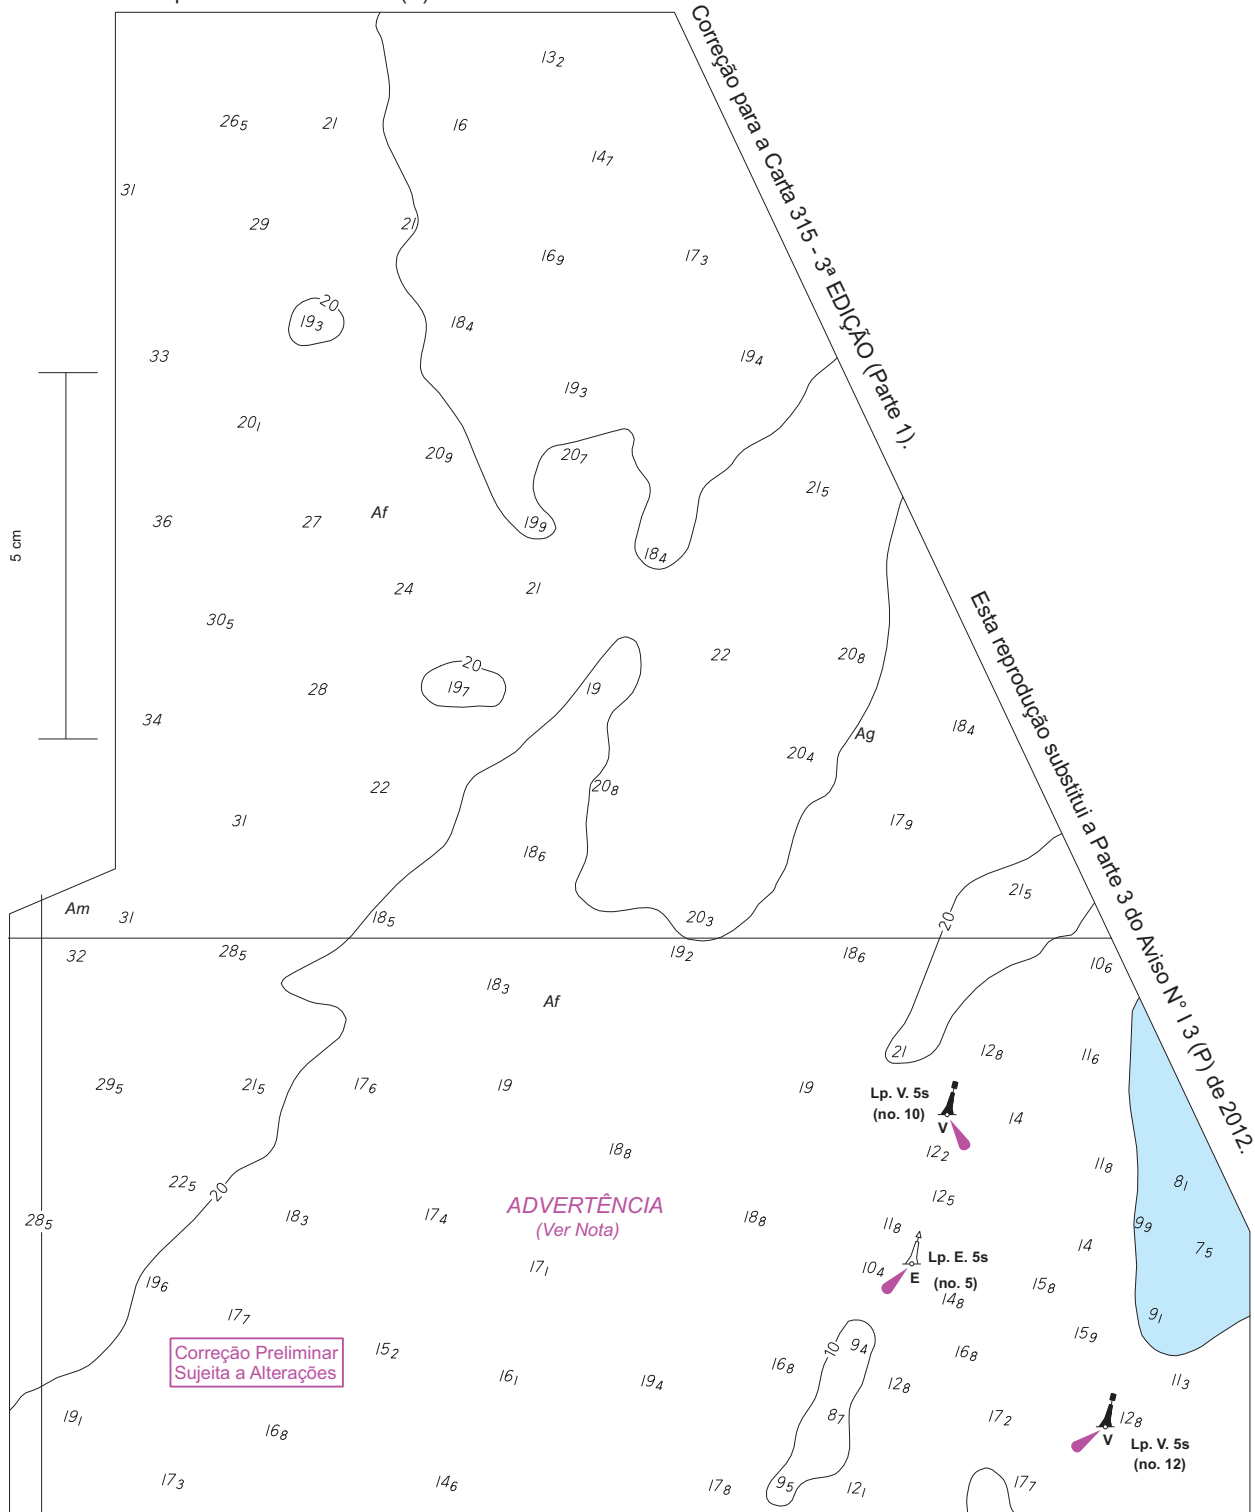 13₂
Correção para a Carta 315 - 3ª EDIÇÃO (Parte 1).
26₅ 21 16
14₇
31
29 21
16₉ 17₃
20
19₃ 18₄
33 19₄
19₃
20₁
20₉ 20₇
21₅
5 cm
36 27 Af 19₉
18₄
24 21
30₅
Esta reprodução substitui a Parte 3 do Aviso N° I 3 (P) de 2012.
22 20₈
20
28 19₇ 19
34 18₄
Ag
20₄
22 20₈
31 17₉
18₆
21₅
Am 31 18₅ 20₃ 20
32 28₅ 19₂ 18₆
10₆
18₃ Af
21 12₈ 11₆
29₅ 21₅ 17₆ 19 19
Lp. V. 5s
(no. 10)
V
14
18₈ 12₂
11₈
22₅ 20 8₁
12₅
ADVERTÊNCIA
(Ver Nota)
28₅ 18₃ 17₄ 18₈ 11₈ 9₉
14 7₅
Lp. E. 5s
(no. 5)
E
17₁ 10₄
19₆ 15₈
14₈
17₇ 9₁
15₉
Correção Preliminar
Sujeita a Alterações
15₂ 10 9₄ 16₈
16₈
16₁ 19₄ 12₈ 11₃
19₁ 8₇ 17₂ 12₈
16₈
V
Lp. V. 5s
(no. 12)
17₃ 14₆ 17₈ 9₅ 12₁ 17₇